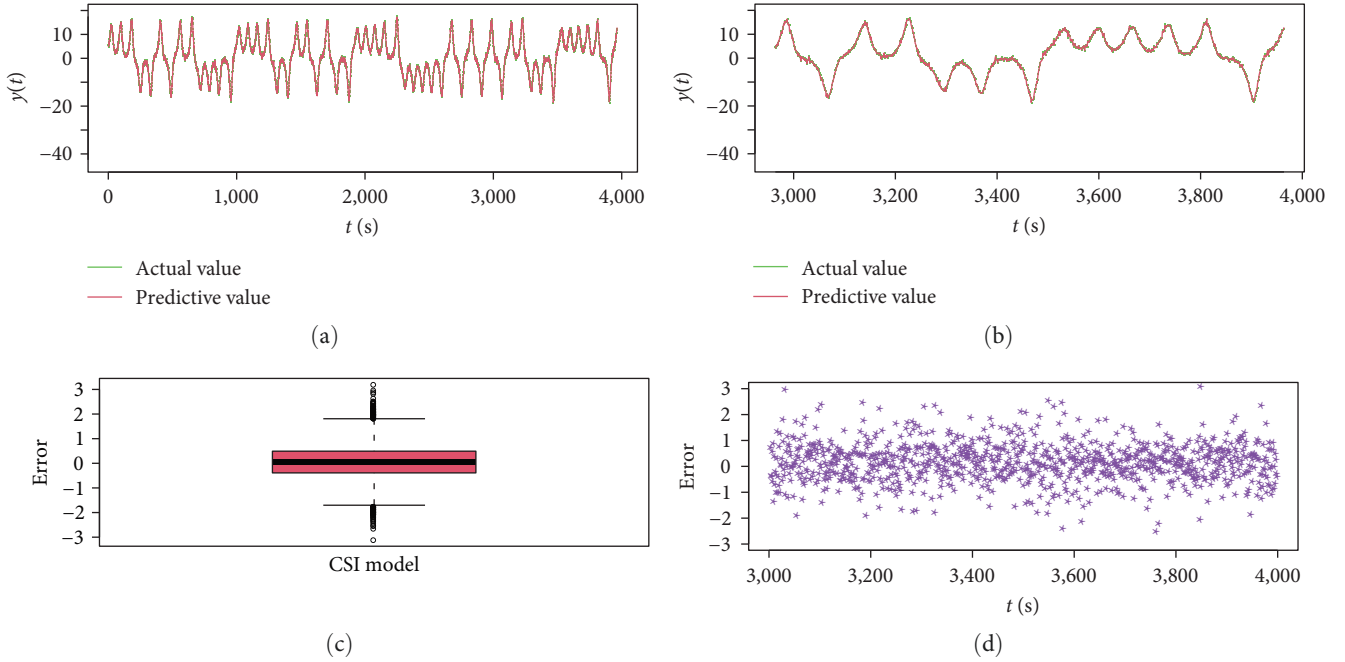 10
0
−20
−40
y(t)
0
1,000
2,000
3,000
4,000
t (s)
Actual value
Predictive value
(a)
10
0
−20
−40
y(t)
3,000
3,200
3,400
3,600
3,800
4,000
t (s)
Actual value
Predictive value
(b)
3
2
1
0
−1
−2
−3
Error
CSI model
(c)
3
2
1
0
−1
−2
−3
Error
3,000
3,200
3,400
3,600
3,800
4,000
t (s)
(d)